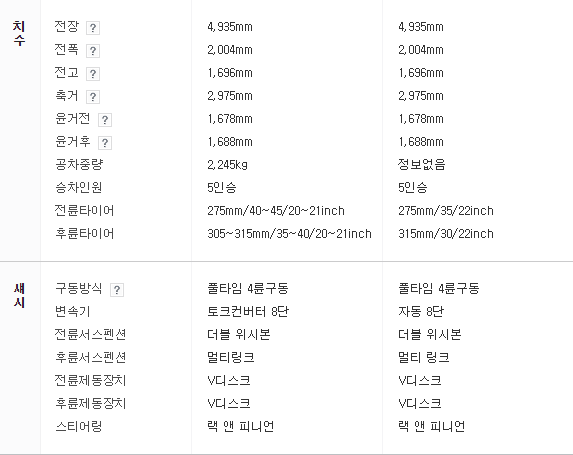 치수
전장 ? 4,935mm 4,935mm
전폭 ? 2,004mm 2,004mm
전고 ? 1,696mm 1,696mm
축거 ? 2,975mm 2,975mm
윤거전 ? 1,678mm 1,678mm
윤거후 ? 1,688mm 1,688mm
공차중량 2,245kg 정보없음
승차인원 5인승 5인승
전륜타이어 275mm/40~45/20~21inch 275mm/35/22inch
후륜타이어 305~315mm/35~40/20~21inch 315mm/30/22inch
섀시
구동방식 ? 풀타임 4륜구동 풀타임 4륜구동
변속기 토크컨버터 8단 자동 8단
전륜서스펜션 더블 위시본 더블 위시본
후륜서스펜션 멀티링크 멀티 링크
전륜제동장치 V디스크 V디스크
후륜제동장치 V디스크 V디스크
스티어링 랙 앤 피니언 랙 앤 피니언